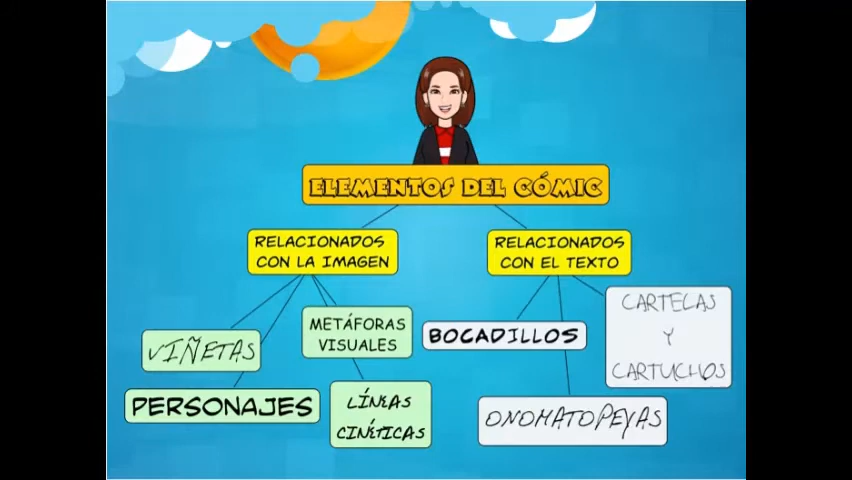 ELEMENTOS DEL CÓMIC
RELACIONADOS
CON LA IMAGEN
RELACIONADOS
CON EL TEXTO
VIÑETAS
METÁFORAS
VISUALES
BOCADILLOS
CARTELAS
Y
CARTUCHOS
PERSONAJES
LÍNEAS
CINÉTICAS
ONOMATOPEYAS